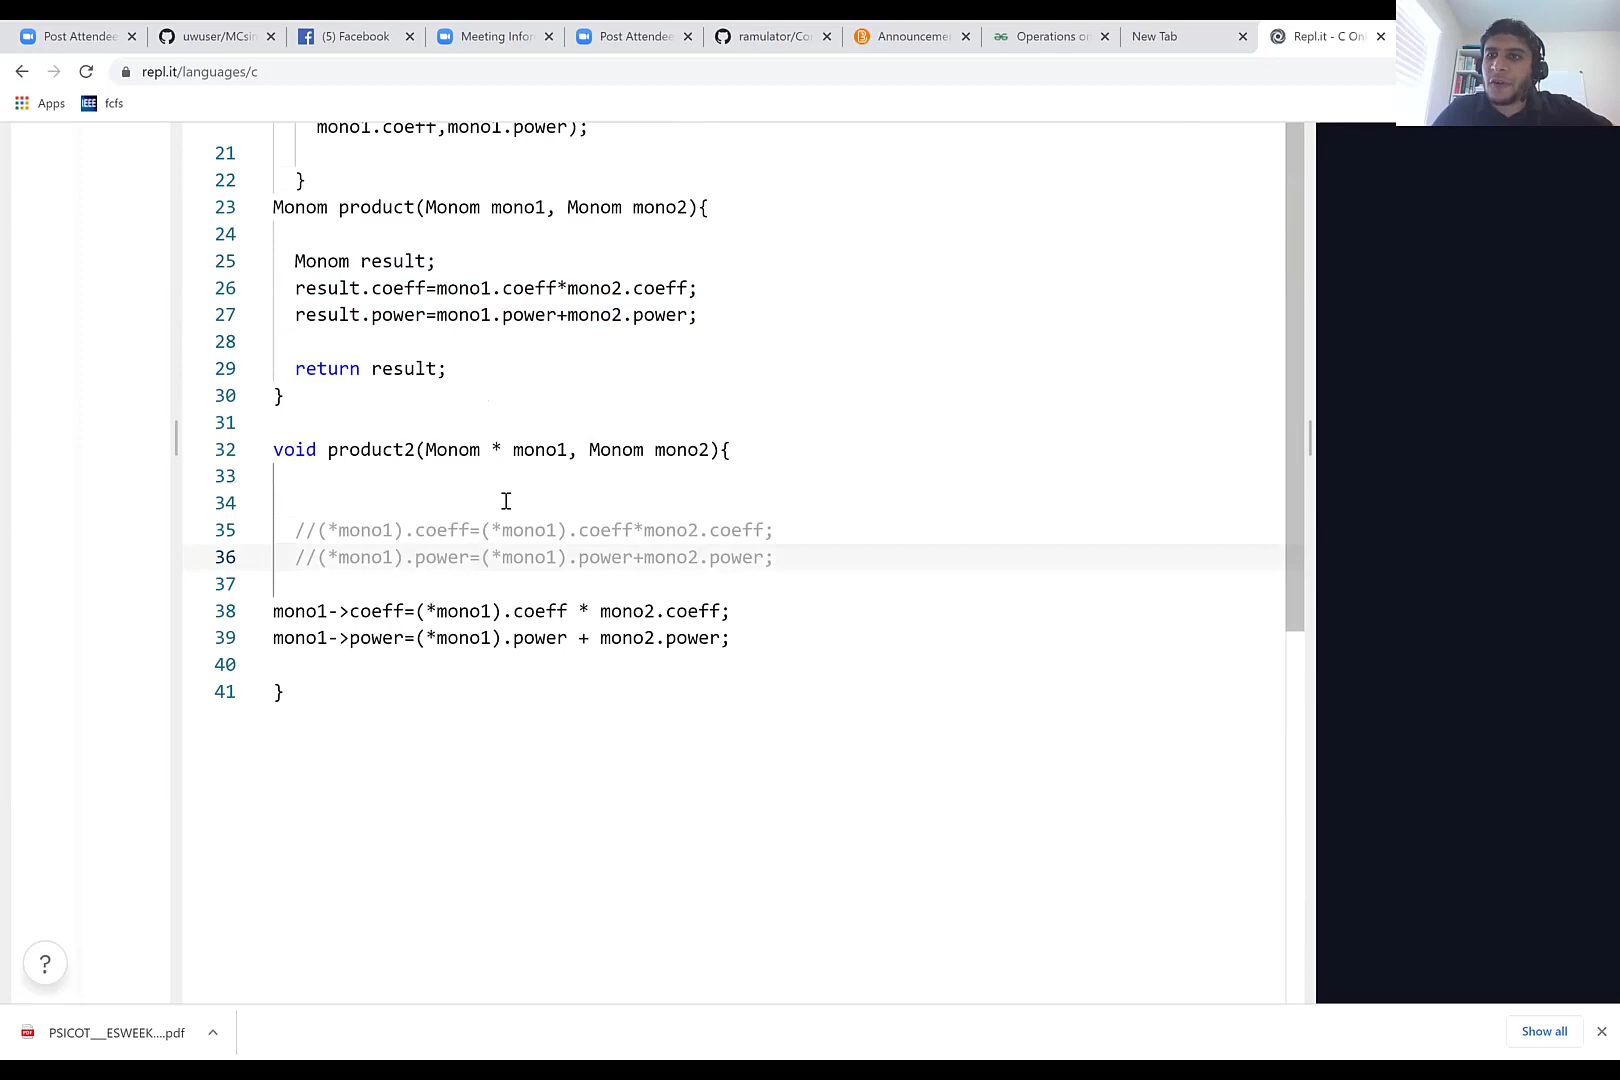 Post Attendee
uwuser/MCsin
(5) Facebook
Meeting Infor
Post Attendee
ramulator/Co
Announceme
Operations on
New Tab
Repl.it - C Onl
repl.it/languages/c
Apps
IEEE fcfs
mono1.coeff,mono1.power);
21
22 }
23 Monom product(Monom mono1, Monom mono2){
24
25 Monom result;
26 result.coeff=mono1.coeff*mono2.coeff;
27 result.power=mono1.power+mono2.power;
28
29 return result;
30 }
31
32 void product2(Monom * mono1, Monom mono2){
33
34
35 //(*mono1).coeff=(*mono1).coeff*mono2.coeff;
36 //(*mono1).power=(*mono1).power+mono2.power;
37
38 mono1->coeff=(*mono1).coeff * mono2.coeff;
39 mono1->power=(*mono1).power + mono2.power;
40
41 }
?
PDF PSICOT___ESWEEK....pdf
Show all